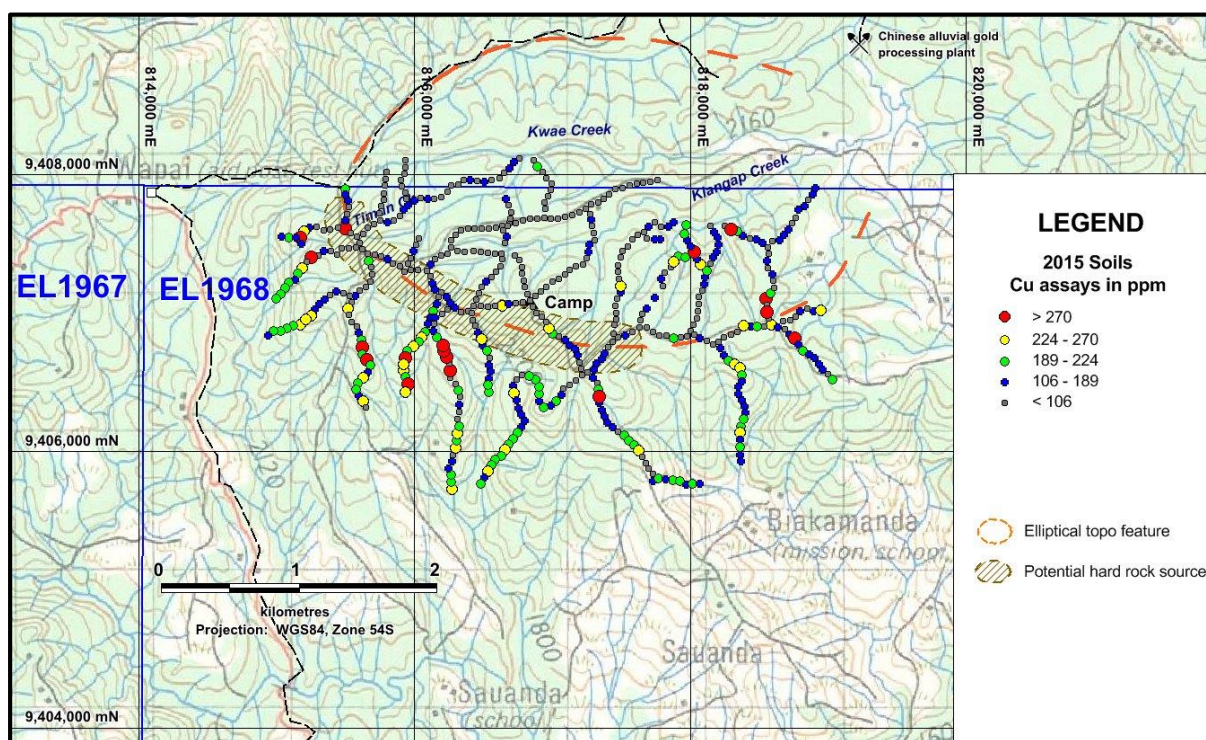 Chinese alluvial gold
processing plant
814,000 mE
816,000 mE
818,000 mE
820,000 mE
2160
Kwae Creek
9,408,000 mN
Wapai
Klangap Creek
Timun C
EL1967
EL1968
Camp
LEGEND
2015 Soils
Cu assays in ppm
> 270
224 - 270
189 - 224
106 - 189
< 106
9,406,000 mN
2120
Biakamanda
(mission, school,
Elliptical topo feature
Potential hard rock source
0
1
2
kilometres
Projection: WGS84, Zone 54S
1800
Sauanda
Sauanda
(school)
9,404,000 mN